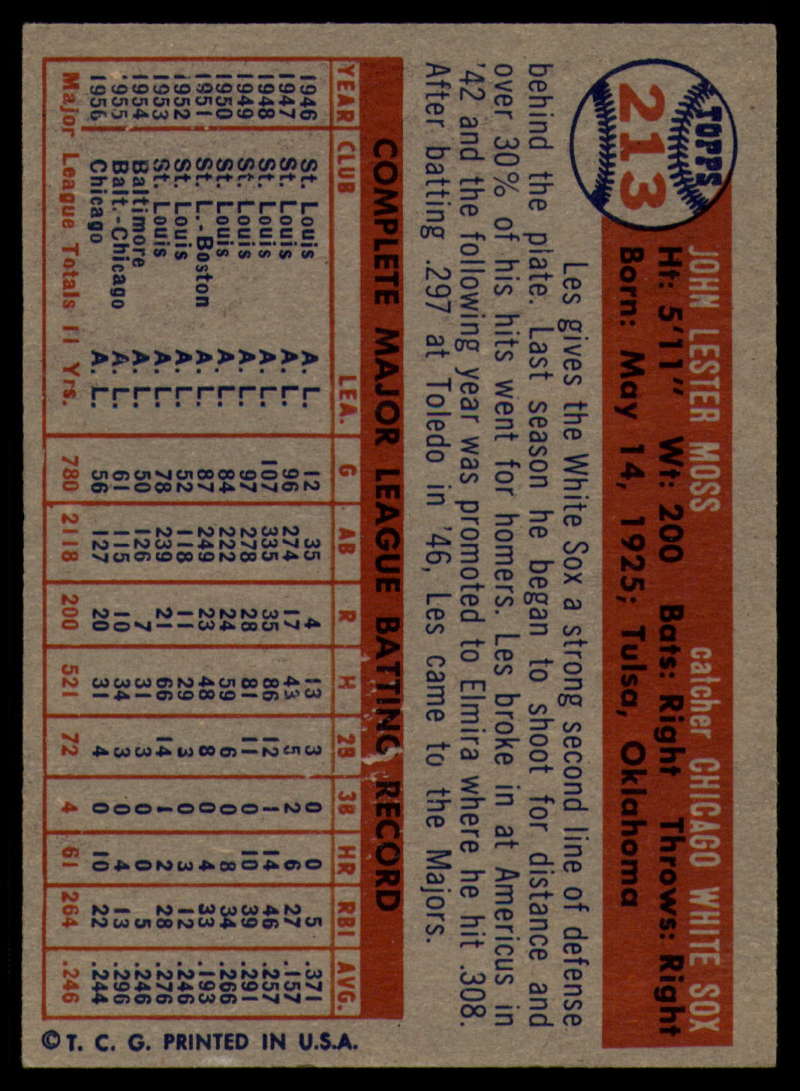 TOPPS
213
JOHN LESTER MOSS catcher CHICAGO WHITE SOX
Ht: 5'11" Wt: 200 Bats: Right Throws: Right
Born: May 14, 1925; Tulsa, Oklahoma
Les gives the White Sox a strong second line of defense
behind the plate. Last season he began to shoot for distance and
over 30% of his hits went for homers. Les broke in at Americus in
'42 and the following year was promoted to Elmira where he hit .308.
After batting .297 at Toledo in '46, Les came to the Majors.
COMPLETE MAJOR LEAGUE BATTING RECORD
YEAR CLUB LEA. G AB R H 2B 3B HR RBI AVG.
1946 St. Louis A. L. 12 35 4 13 3 0 0 5 .371
1947 St. Louis A. L. 96 274 17 43 5 2 6 27 .157
1948 St. Louis A. L. 107 335 35 86 12 1 14 46 .257
1949 St. Louis A. L. 97 278 28 81 11 0 10 39 .291
1950 St. Louis A. L. 84 222 24 59 6 0 8 34 .266
1951 St. L.-Boston A. L. 87 249 23 48 8 0 4 33 .193
1952 St. Louis A. L. 52 118 11 29 3 0 3 12 .246
1953 St. Louis A. L. 78 239 21 66 14 1 2 28 .276
1954 Baltimore A. L. 50 126 7 31 3 0 0 5 .246
1955 Balt.-Chicago A. L. 61 115 10 34 3 0 4 13 .296
1956 Chicago A. L. 56 127 20 31 4 0 10 22 .244
Major League Totals 11 Yrs. 780 2118 200 521 72 4 61 264 .246
© T. C. G. PRINTED IN U.S.A.